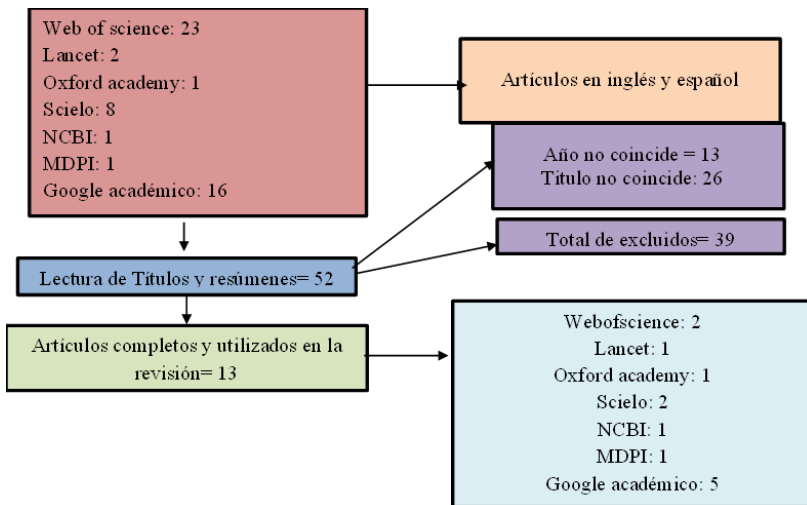 Web of science: 23
Lancet: 2
Oxford academy: 1
Scielo: 8
NCBI: 1
MDPI: 1
Google académico: 16
Artículos en inglés y español
Año no coincide = 13
Titulo no coincide: 26
Total de excluidos= 39
Lectura de Títulos y resúmenes= 52
Artículos completos y utilizados en la
revisión= 13
Webofscience: 2
Lancet: 1
Oxford academy: 1
Scielo: 2
NCBI: 1
MDPI: 1
Google académico: 5